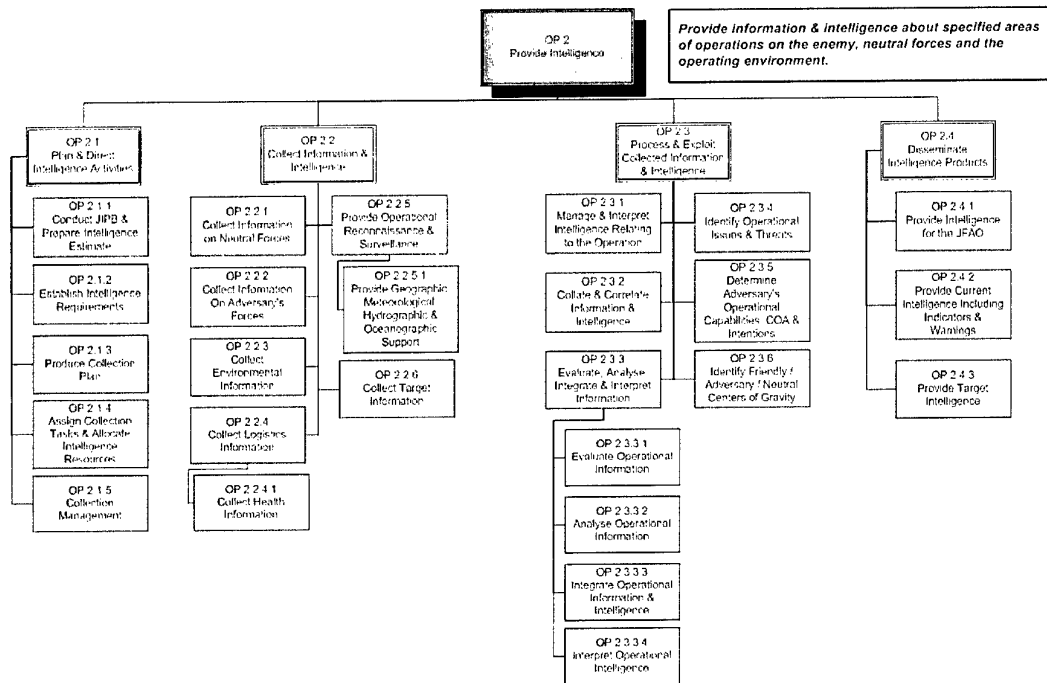 OP 2
Provide Intelligence
Provide information & intelligence about specified areas
of operations on the enemy, neutral forces and the
operating environment.
OP 2.1
Plan & Direct
Intelligence Activities
OP 2.1.1
Conduct JIPB &
Prepare Intelligence
Estimate
OP 2.1.2
Establish Intelligence
Requirements
OP 2.1.3
Produce Collection
Plan
OP 2.1.4
Assign Collection
Tasks & Allocate
Intelligence
Resources
OP 2.1.5
Collection
Management
OP 2.2
Collect Information &
Intelligence
OP 2.2.1
Collect Information
on Neutral Forces
OP 2.2.2
Collect Information
On Adversary's
Forces
OP 2.2.3
Collect
Environmental
Information
OP 2.2.4
Collect Logistics
Information
OP 2.2.4.1
Collect Health
Information
OP 2.2.5
Provide Operational
Reconnaissance &
Surveillance
OP 2.2.5.1
Provide Geographic
Meteorological
Hydrographic &
Oceanographic
Support
OP 2.2.6
Collect Target
Information
OP 2.3
Process & Exploit
Collected Information
& Intelligence
OP 2.3.1
Manage & Interpret
Intelligence Relating
to the Operation
OP 2.3.2
Collate & Correlate
Information &
Intelligence
OP 2.3.3
Evaluate, Analyse
Integrate & Interpret
Information
OP 2.3.3.1
Evaluate Operational
Information
OP 2.3.3.2
Analyse Operational
Information
OP 2.3.3.3
Integrate Operational
Information &
Intelligence
OP 2.3.3.4
Interpret Operational
Intelligence
OP 2.3.4
Identify Operational
Issues & Threats
OP 2.3.5
Determine
Adversary's
Operational
Capabilities, COA &
Intentions
OP 2.3.6
Identify Friendly /
Adversary / Neutral
Centers of Gravity
OP 2.4
Disseminate
Intelligence Products
OP 2.4.1
Provide Intelligence
for the JFAO
OP 2.4.2
Provide Current
Intelligence Including
Indicators &
Warnings
OP 2.4.3
Provide Target
Intelligence